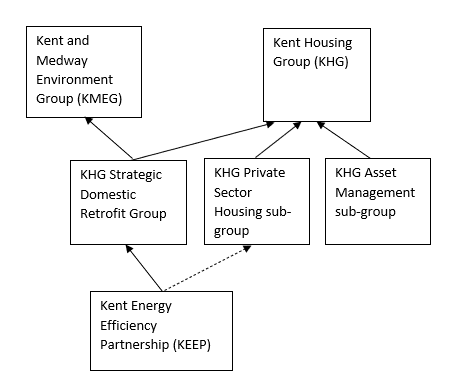 Kent and
Medway
Environment
Group (KMEG)
Kent Housing
Group (KHG)
KHG Strategic
Domestic
Retrofit Group
KHG Private
Sector
Housing sub-
group
KHG Asset
Management
sub-group
Kent Energy
Efficiency
Partnership (KEEP)